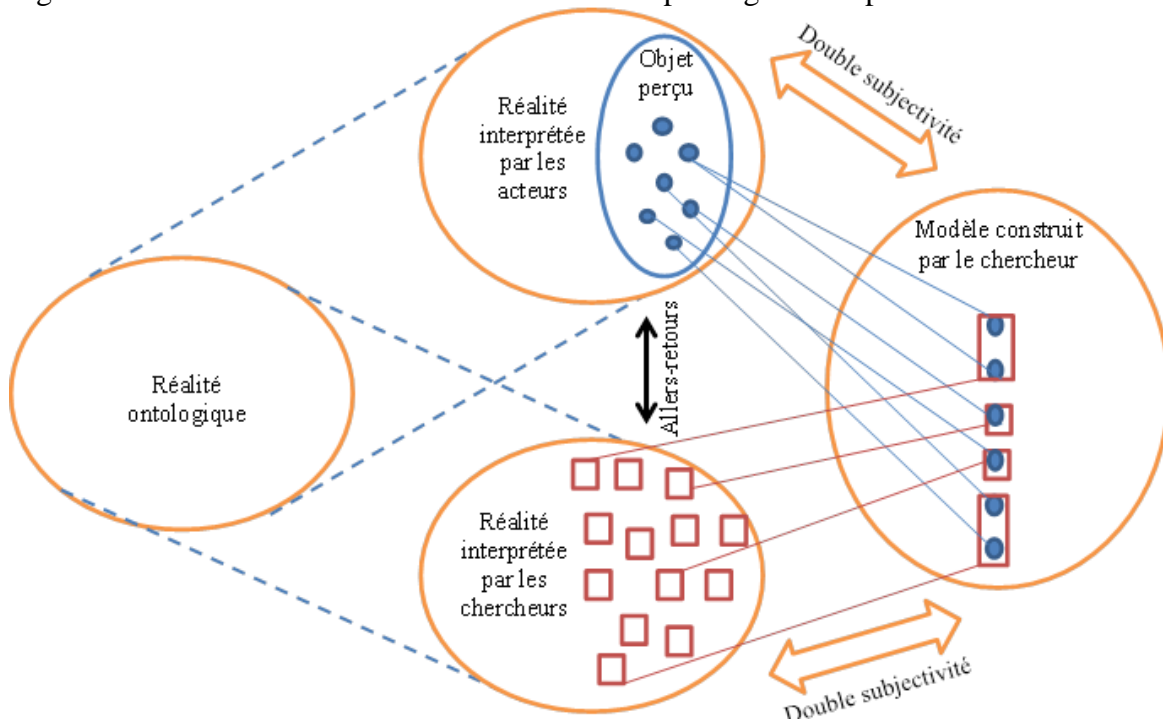 Objet
perçu
Réalité
interprétée
par les
acteurs
Double subjectivité
Modèle construit
par le chercheur
Réalité
ontologique
Allers-retours
Réalité
interprétée
par les
chercheurs
Double subjectivité